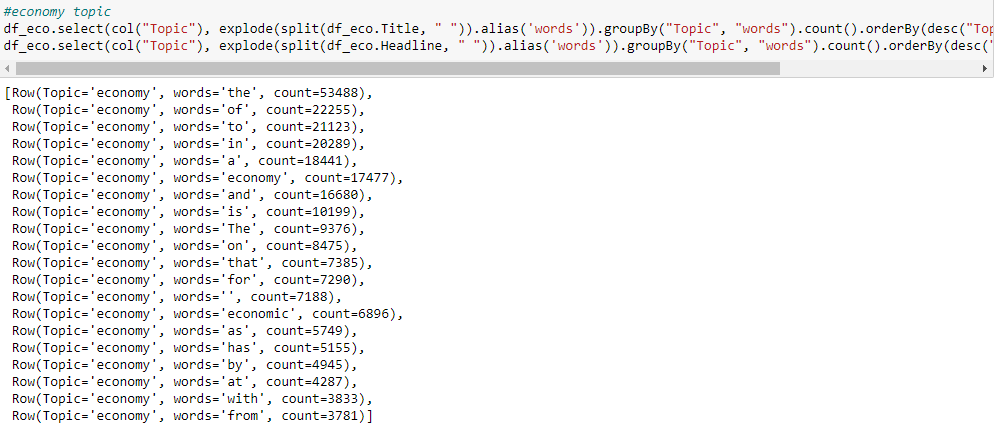 #economy topic
df_eco.select(col("Topic"), explode(split(df_eco.Title, " ")).alias('words')).groupBy("Topic", "words").count().orderBy(desc("Top
df_eco.select(col("Topic"), explode(split(df_eco.Headline, " ")).alias('words')).groupBy("Topic", "words").count().orderBy(desc("
[Row(Topic='economy', words='the', count=53488),
 Row(Topic='economy', words='of', count=22255),
 Row(Topic='economy', words='to', count=21123),
 Row(Topic='economy', words='in', count=20289),
 Row(Topic='economy', words='a', count=18441),
 Row(Topic='economy', words='economy', count=17477),
 Row(Topic='economy', words='and', count=16680),
 Row(Topic='economy', words='is', count=10199),
 Row(Topic='economy', words='The', count=9376),
 Row(Topic='economy', words='on', count=8475),
 Row(Topic='economy', words='that', count=7385),
 Row(Topic='economy', words='for', count=7290),
 Row(Topic='economy', words='', count=7188),
 Row(Topic='economy', words='economic', count=6896),
 Row(Topic='economy', words='as', count=5749),
 Row(Topic='economy', words='has', count=5155),
 Row(Topic='economy', words='by', count=4945),
 Row(Topic='economy', words='at', count=4287),
 Row(Topic='economy', words='with', count=3833),
 Row(Topic='economy', words='from', count=3781)]